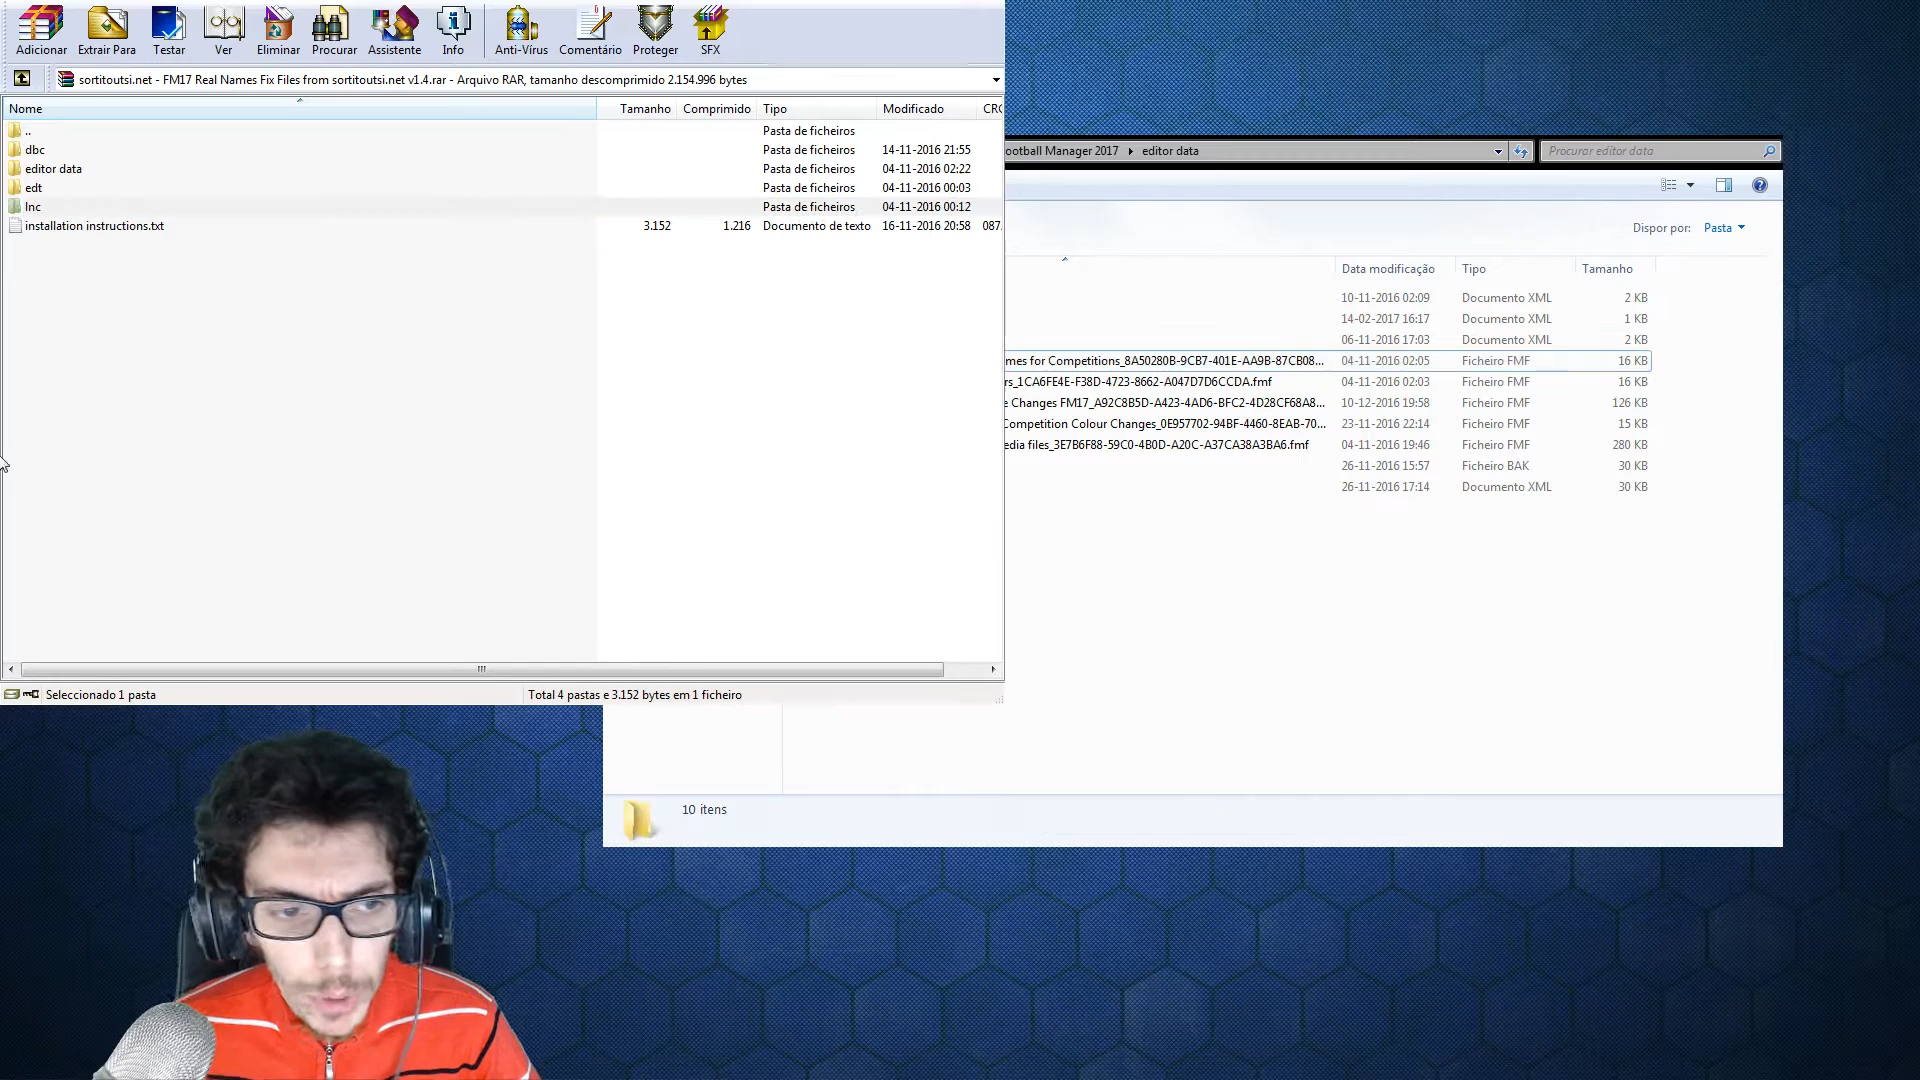 Adicionar Extrair Para Testar Ver Eliminar Procurar Assistente Info Anti-Vírus Comentário Proteger SFX
sortitoutsi.net - FM17 Real Names Fix Files from sortitoutsi.net v1.4.rar - Arquivo RAR, tamanho descomprimido 2.154.996 bytes
Nome Tamanho Comprimido Tipo Modificado CRC
.. Pasta de ficheiros
dbc Pasta de ficheiros 14-11-2016 21:55
editor data Pasta de ficheiros 04-11-2016 02:22
edt Pasta de ficheiros 04-11-2016 00:03
lnc Pasta de ficheiros 04-11-2016 00:12
installation instructions.txt 3.152 1.216 Documento de texto 16-11-2016 20:58 087
Seleccionado 1 pasta Total 4 pastas e 3.152 bytes em 1 ficheiro
ootball Manager 2017 editor data Procurar editor data
Dispor por: Pasta
Data modificação Tipo Tamanho
10-11-2016 02:09 Documento XML 2 KB
14-02-2017 16:17 Documento XML 1 KB
06-11-2016 17:03 Documento XML 2 KB
mes for Competitions_8A50280B-9CB7-401E-AA9B-87CB08... 04-11-2016 02:05 Ficheiro FMF 16 KB
rs_1CA6FE4E-F38D-4723-8662-A047D7D6CCDA.fmf 04-11-2016 02:03 Ficheiro FMF 16 KB
e Changes FM17_A92C8B5D-A423-4AD6-BFC2-4D28CF68A8... 10-12-2016 19:58 Ficheiro FMF 126 KB
Competition Colour Changes_0E957702-94BF-4460-8EAB-70... 23-11-2016 22:14 Ficheiro FMF 15 KB
edia files_3E7B6F88-59C0-4B0D-A20C-A37CA38A3BA6.fmf 04-11-2016 19:46 Ficheiro FMF 280 KB
26-11-2016 15:57 Ficheiro BAK 30 KB
26-11-2016 17:14 Documento XML 30 KB
10 itens